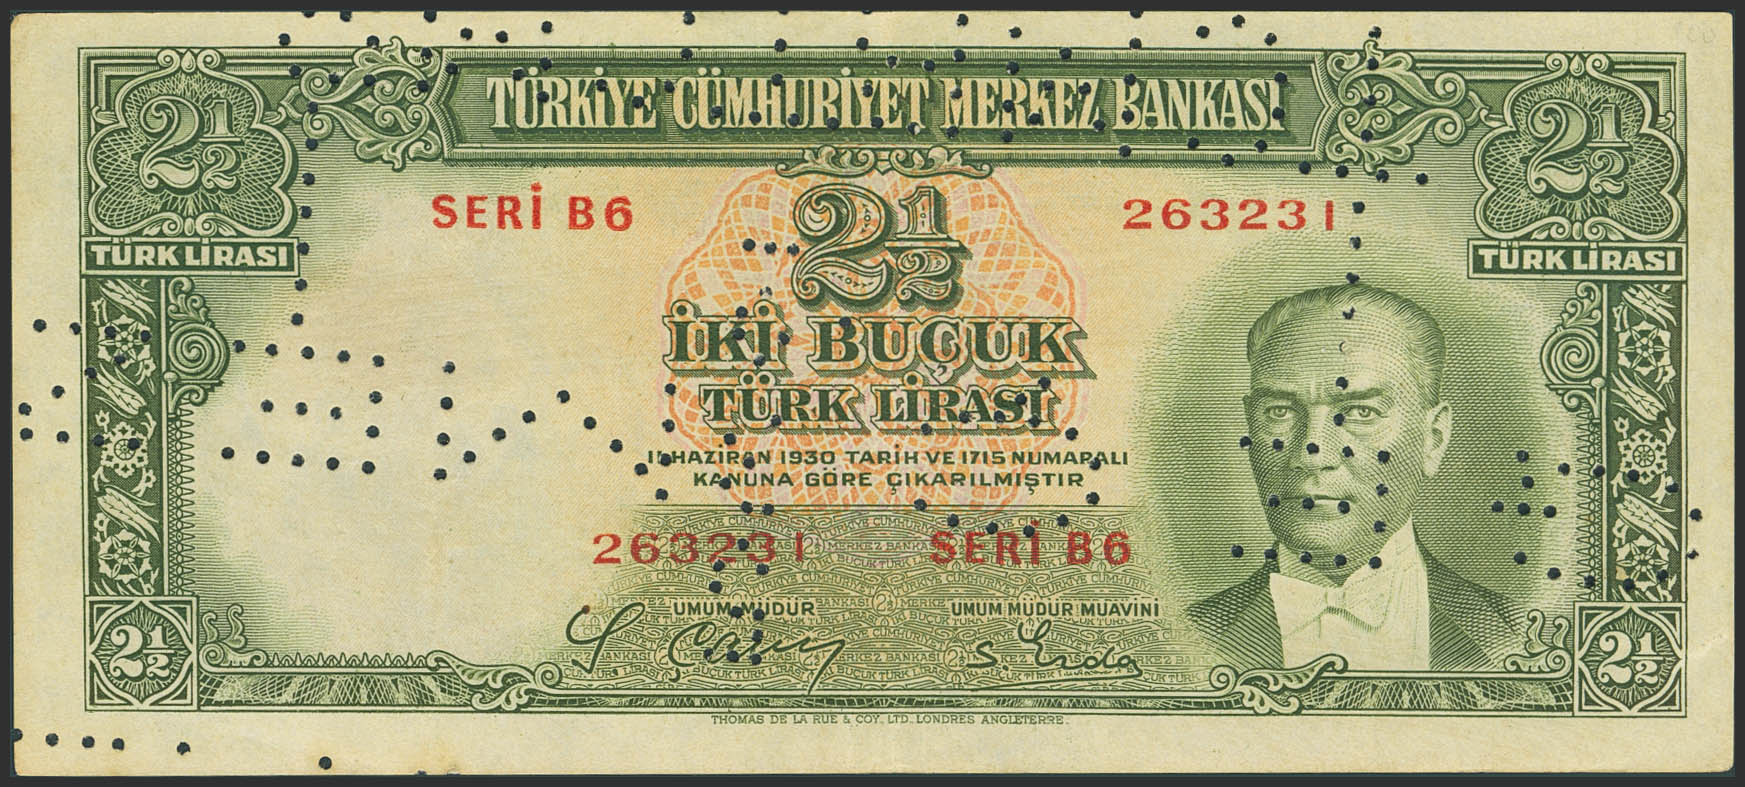 TÜRKİYE CÜMHURİYET MERKEZ BANKASI
2½
2½
TÜRK LİRASI
TÜRK LİRASI
SERİ B6
263231
2½
İKİ BUÇUK
TÜRK LİRASI
11 HAZİRAN 1930 TARİH VE 1715 NUMARALI
KANUNA GÖRE ÇIKARILMIŞTIR
263231 SERİ B6
UMUM MÜDÜR
UMUM MÜDÜR MUAVİNİ
2½
2½
THOMAS DE LA RUE & COY. LTD. LONDRES ANGLETERRE.